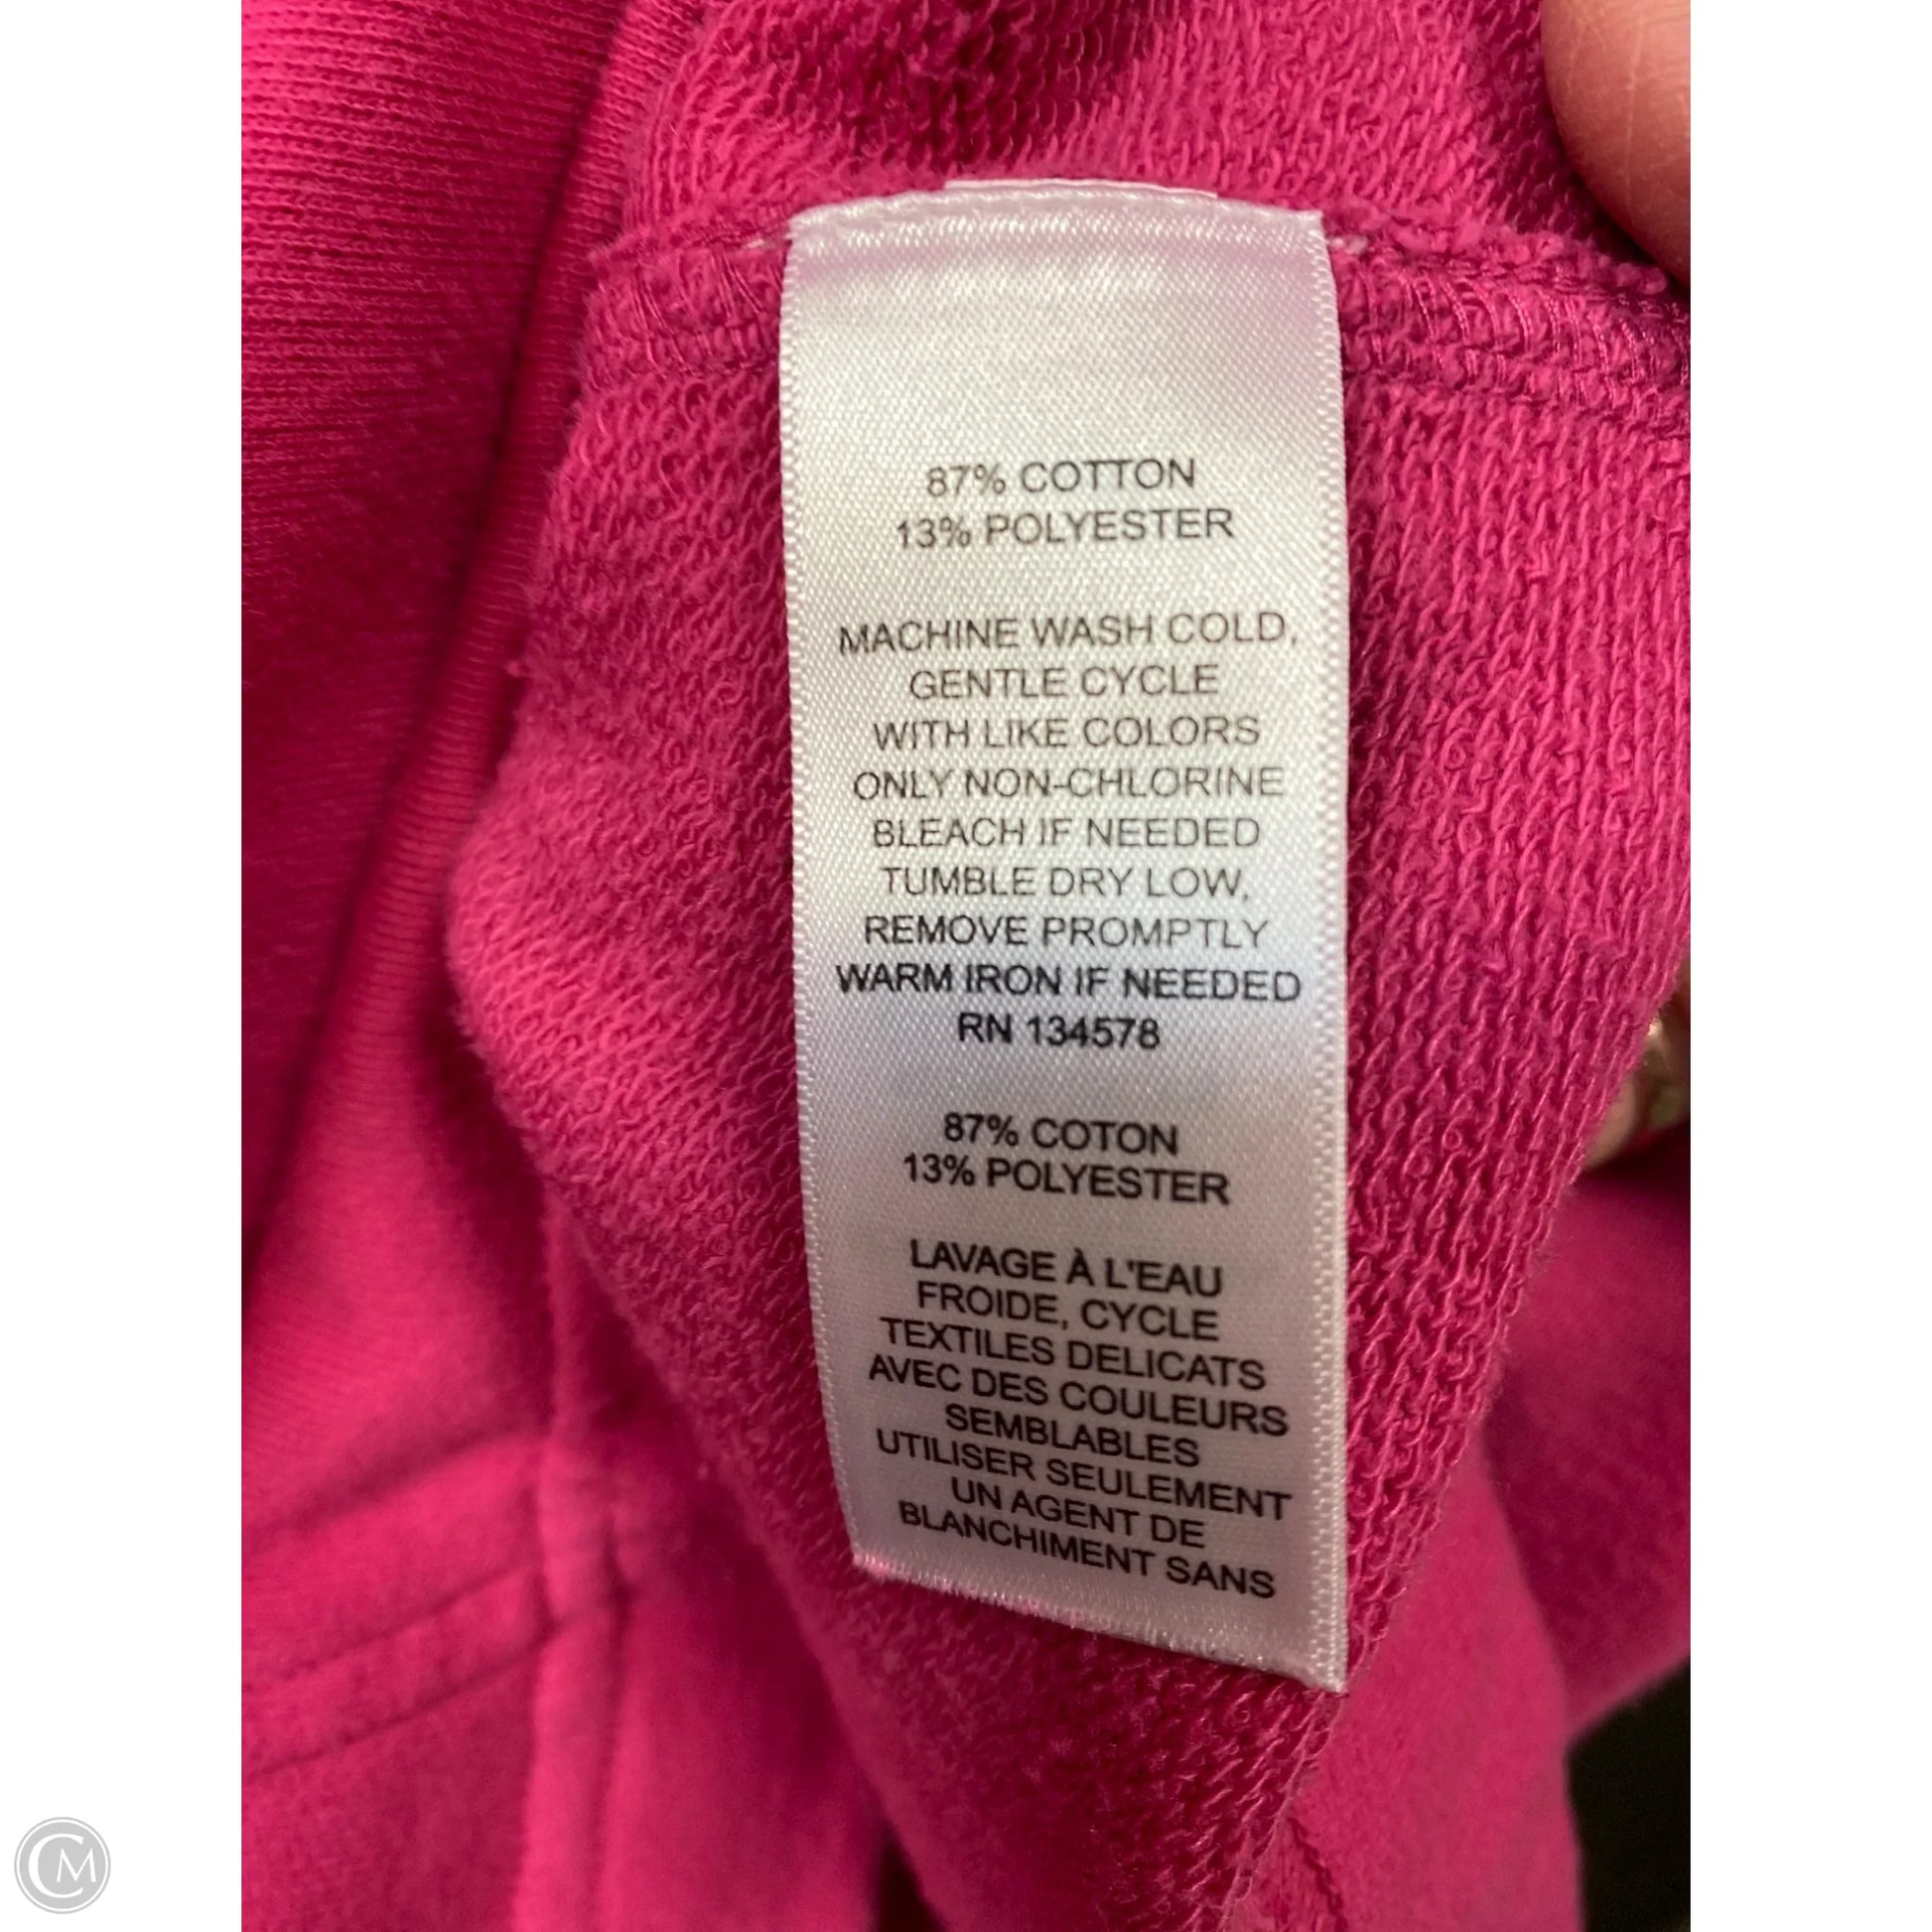 87% COTTON
13% POLYESTER
MACHINE WASH COLD,
GENTLE CYCLE
WITH LIKE COLORS
ONLY NON-CHLORINE
BLEACH IF NEEDED
TUMBLE DRY LOW,
REMOVE PROMPTLY
WARM IRON IF NEEDED
RN 134578
87% COTON
13% POLYESTER
LAVAGE À L'EAU
FROIDE, CYCLE
TEXTILES DELICATS
AVEC DES COULEURS
SEMBLABLES
UTILISER SEULEMENT
UN AGENT DE
BLANCHIMENT SANS
CM